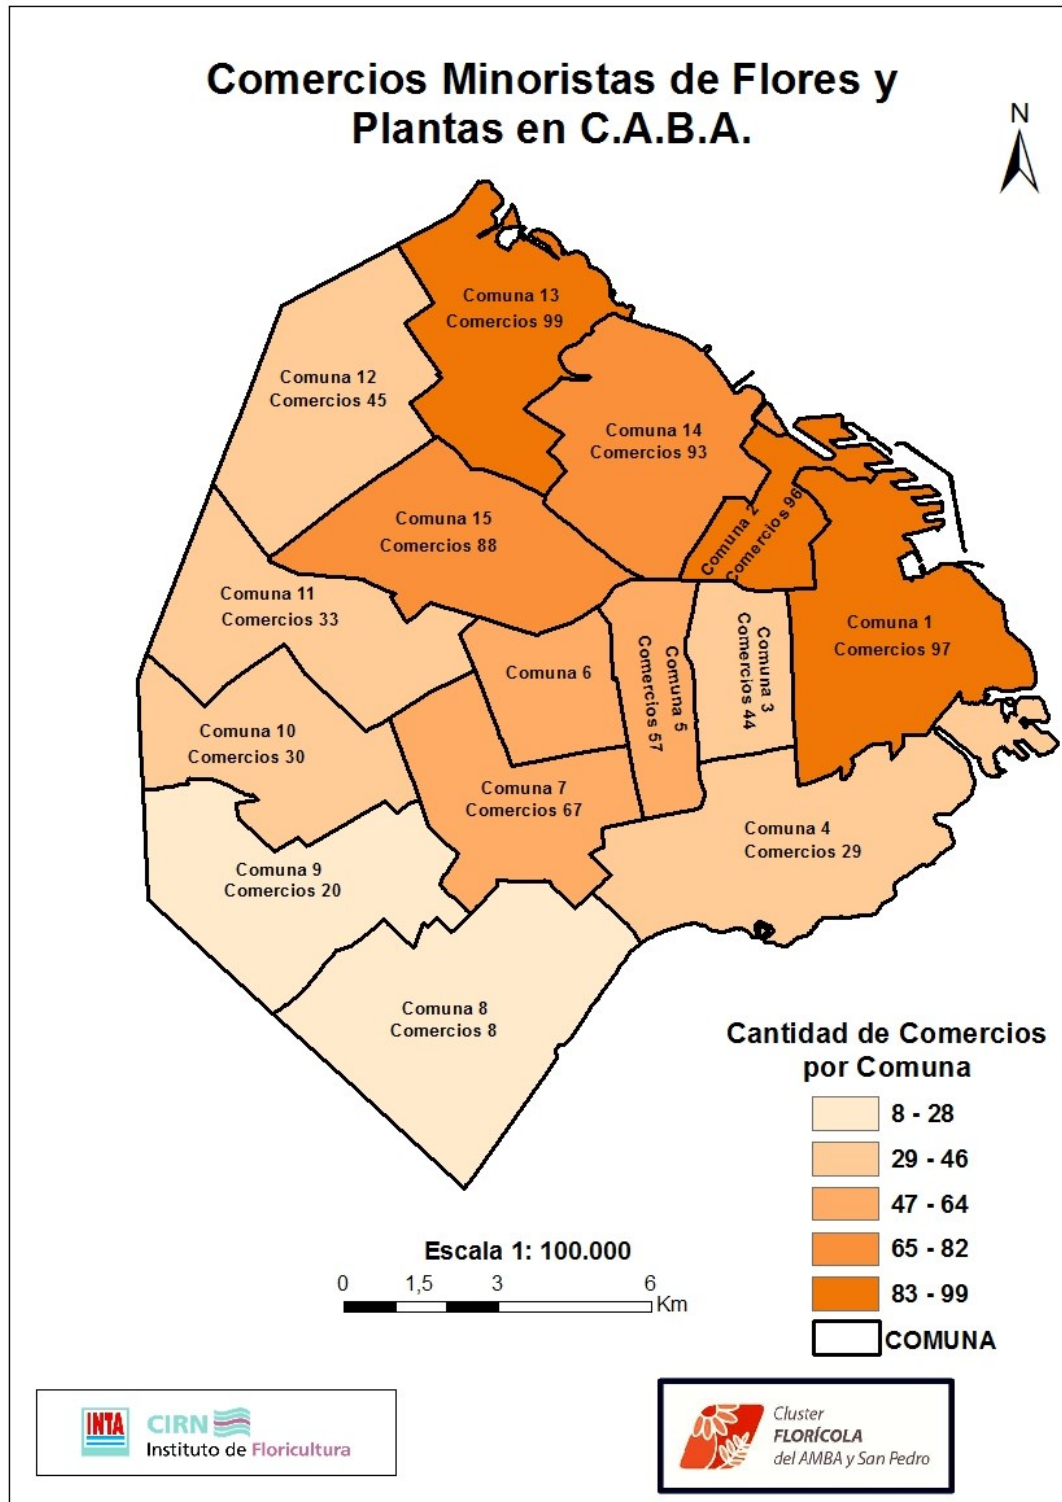 Comercios Minoristas de Flores y
Plantas en C.A.B.A.
N
Comuna 13
Comercios 99
Comuna 12
Comercios 45
Comuna 14
Comercios 93
Comuna 2
Comercios 96
Comuna 15
Comercios 88
Comuna 11
Comercios 33
Comuna 1
Comercios 97
Comuna 6
Comuna 5
Comercios 57
Comuna 3
Comercios 44
Comuna 10
Comercios 30
Comuna 7
Comercios 67
Comuna 4
Comercios 29
Comuna 9
Comercios 20
Comuna 8
Comercios 8
Cantidad de Comercios
por Comuna
8 - 28
29 - 46
47 - 64
65 - 82
83 - 99
COMUNA
Escala 1: 100.000
0 1,5 3 6
Km
INTA
CIRN
Instituto de Floricultura
Cluster
FLORÍCOLA
del AMBA y San Pedro